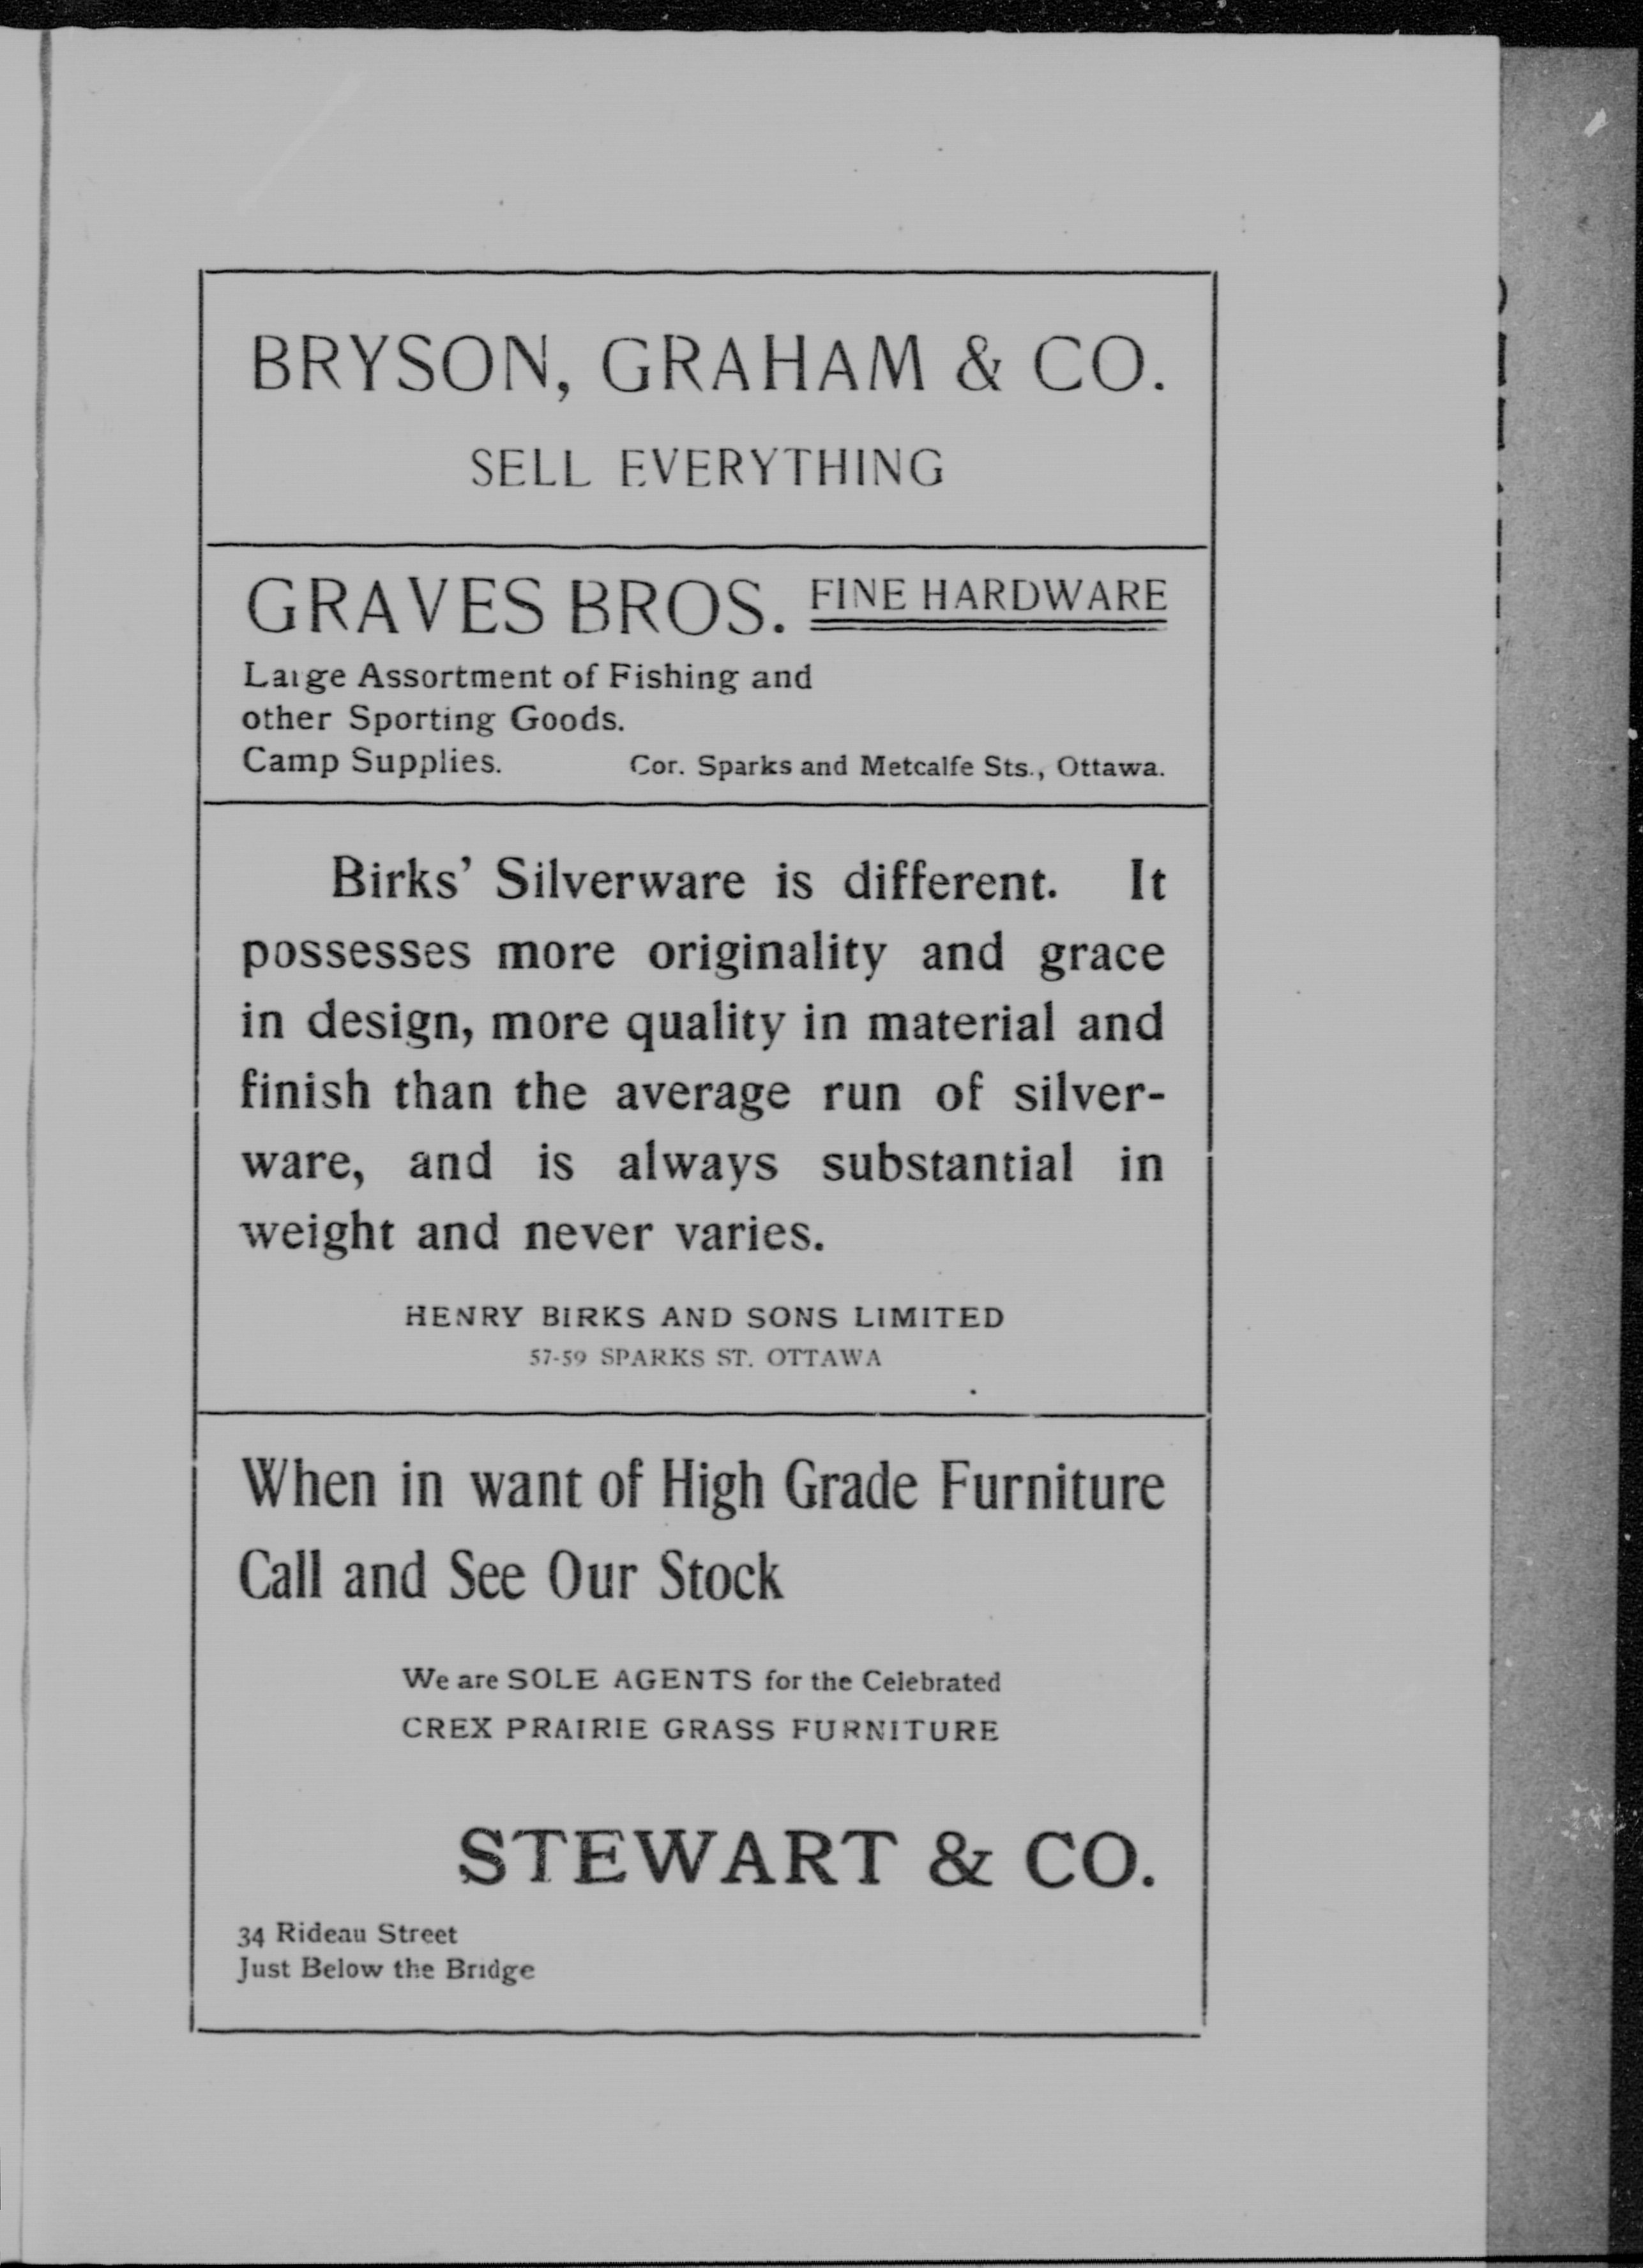 BRYSON, GRAHAM & CO.
SELL EVERYTHING
GRAVES BROS. FINE HARDWARE
Large Assortment of Fishing and
other Sporting Goods.
Camp Supplies. Cor. Sparks and Metcalfe Sts., Ottawa.
Birks' Silverware is different. It
possesses more originality and grace
in design, more quality in material and
finish than the average run of silver-
ware, and is always substantial in
weight and never varies.
HENRY BIRKS AND SONS LIMITED
57-59 SPARKS ST. OTTAWA
When in want of High Grade Furniture
Call and See Our Stock
We are SOLE AGENTS for the Celebrated
CREX PRAIRIE GRASS FURNITURE
STEWART & CO.
34 Rideau Street
Just Below the Bridge